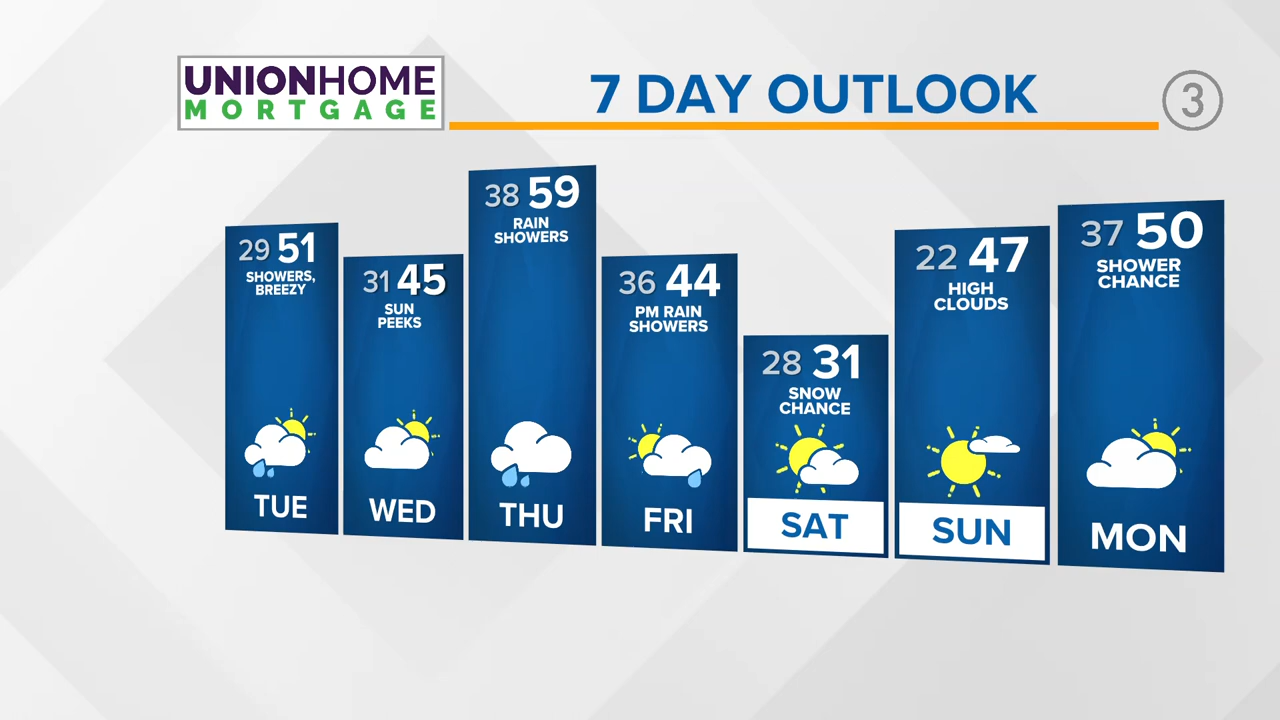 UNIONHOME
MORTGAGE
7 DAY OUTLOOK
3
29 51
SHOWERS,
BREEZY
TUE
31 45
SUN
PEEKS
WED
38 59
RAIN
SHOWERS
THU
36 44
PM RAIN
SHOWERS
FRI
28 31
SNOW
CHANCE
SAT
22 47
HIGH
CLOUDS
SUN
37 50
SHOWER
CHANCE
MON